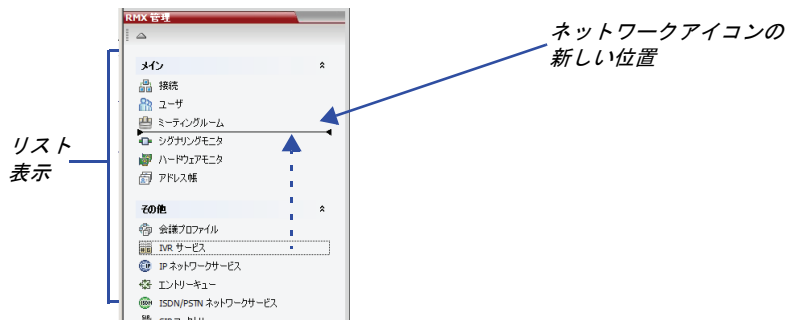 RMX 管理
ネットワークアイコンの
新しい位置
メイン
接続
ユーザ
ミーティングルーム
シグナリングモニタ
ハードウェアモニタ
アドレス帳
リスト
表示
その他
会議プロファイル
IVR サービス
IP ネットワークサービス
エントリーキュー
ISDN/PSTN ネットワークサービス